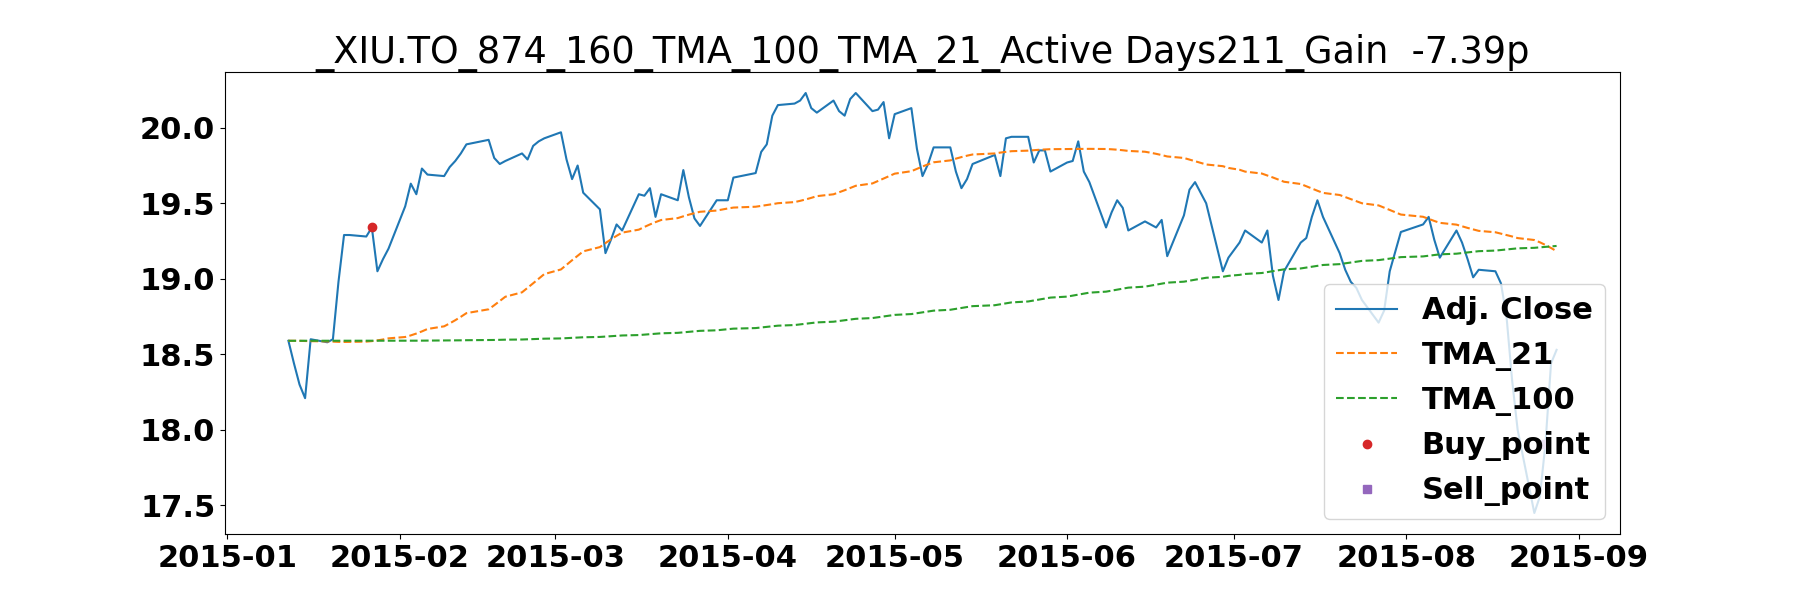 _XIU.TO_874_160_TMA_100_TMA_21_Active Days211_Gain  -7.39p
20.0
19.5
19.0
18.5
18.0
17.5
Adj. Close
TMA_21
TMA_100
Buy_point
Sell_point
2015-01 2015-02 2015-03 2015-04 2015-05 2015-06 2015-07 2015-08 2015-09